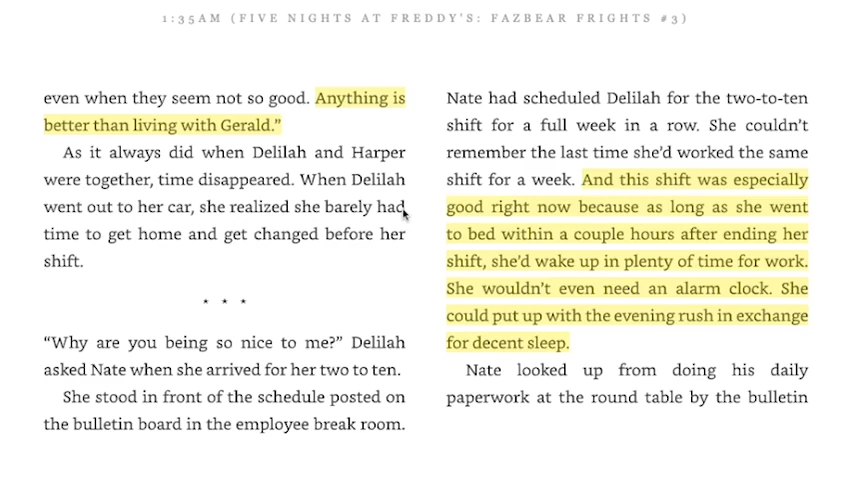 1:35AM (FIVE NIGHTS AT FREDDY'S: FAZBEAR FRIGHTS #3)
even when they seem not so good. Anything is
better than living with Gerald.”
As it always did when Delilah and Harper
were together, time disappeared. When Delilah
went out to her car, she realized she barely had
time to get home and get changed before her
shift.
* * *
“Why are you being so nice to me?” Delilah
asked Nate when she arrived for her two to ten.
She stood in front of the schedule posted on
the bulletin board in the employee break room.
Nate had scheduled Delilah for the two-to-ten
shift for a full week in a row. She couldn’t
remember the last time she’d worked the same
shift for a week. And this shift was especially
good right now because as long as she went
to bed within a couple hours after ending her
shift, she’d wake up in plenty of time for work.
She wouldn’t even need an alarm clock. She
could put up with the evening rush in exchange
for decent sleep.
Nate looked up from doing his daily
paperwork at the round table by the bulletin